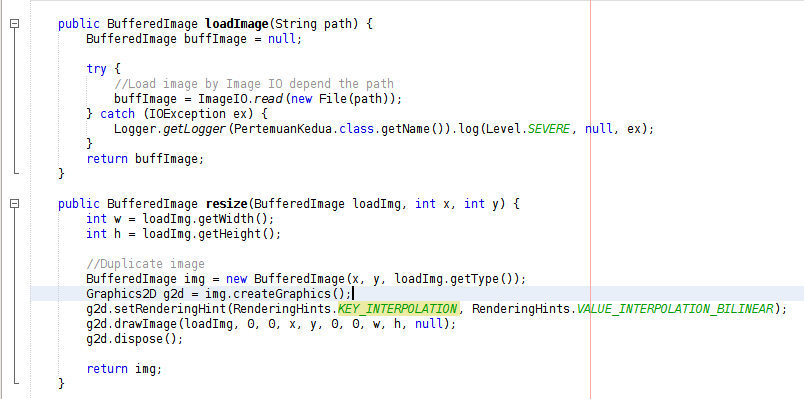 public BufferedImage loadImage(String path) {
BufferedImage buffImage = null;
try {
//Load image by Image IO depend the path
buffImage = ImageIO.read(new File(path));
} catch (IOException ex) {
Logger.getLogger(PertemuanKedua.class.getName()).log(Level.SEVERE, null, ex);
}
return buffImage;
}
public BufferedImage resize(BufferedImage loadImg, int x, int y) {
int w = loadImg.getWidth();
int h = loadImg.getHeight();
//Duplicate image
BufferedImage img = new BufferedImage(x, y, loadImg.getType());
Graphics2D g2d = img.createGraphics();
g2d.setRenderingHint(RenderingHints.KEY_INTERPOLATION, RenderingHints.VALUE_INTERPOLATION_BILINEAR);
g2d.drawImage(loadImg, 0, 0, x, y, 0, 0, w, h, null);
g2d.dispose();
return img;
}